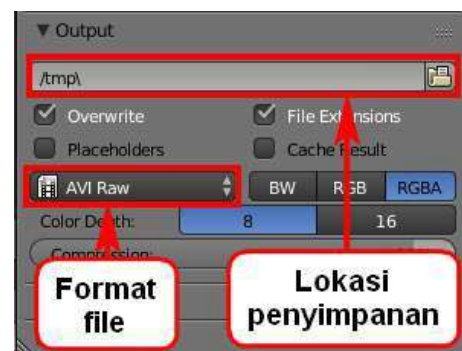 Output
/tmp\
Overwrite
File Extensions
Placeholders
Cache Result
AVI Raw
BW
RGB
RGBA
Color Depth:
8
16
Compression:
Format
file
Lokasi
penyimpanan